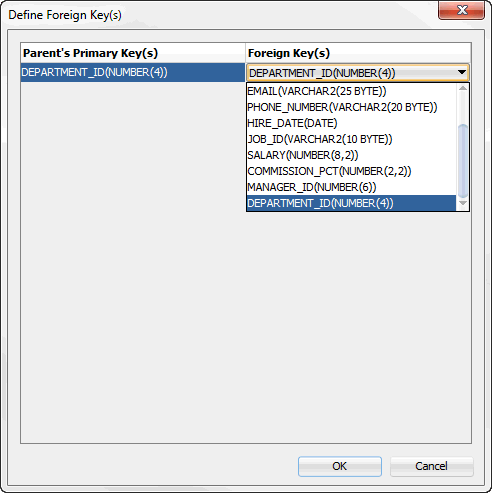 Define Foreign Key(s)
Parent's Primary Key(s) Foreign Key(s)
DEPARTMENT_ID(NUMBER(4)) DEPARTMENT_ID(NUMBER(4))
EMAIL(VARCHAR2(25 BYTE))
PHONE_NUMBER(VARCHAR2(20 BYTE))
HIRE_DATE(DATE)
JOB_ID(VARCHAR2(10 BYTE))
SALARY(NUMBER(8,2))
COMMISSION_PCT(NUMBER(2,2))
MANAGER_ID(NUMBER(6))
DEPARTMENT_ID(NUMBER(4))
OK Cancel